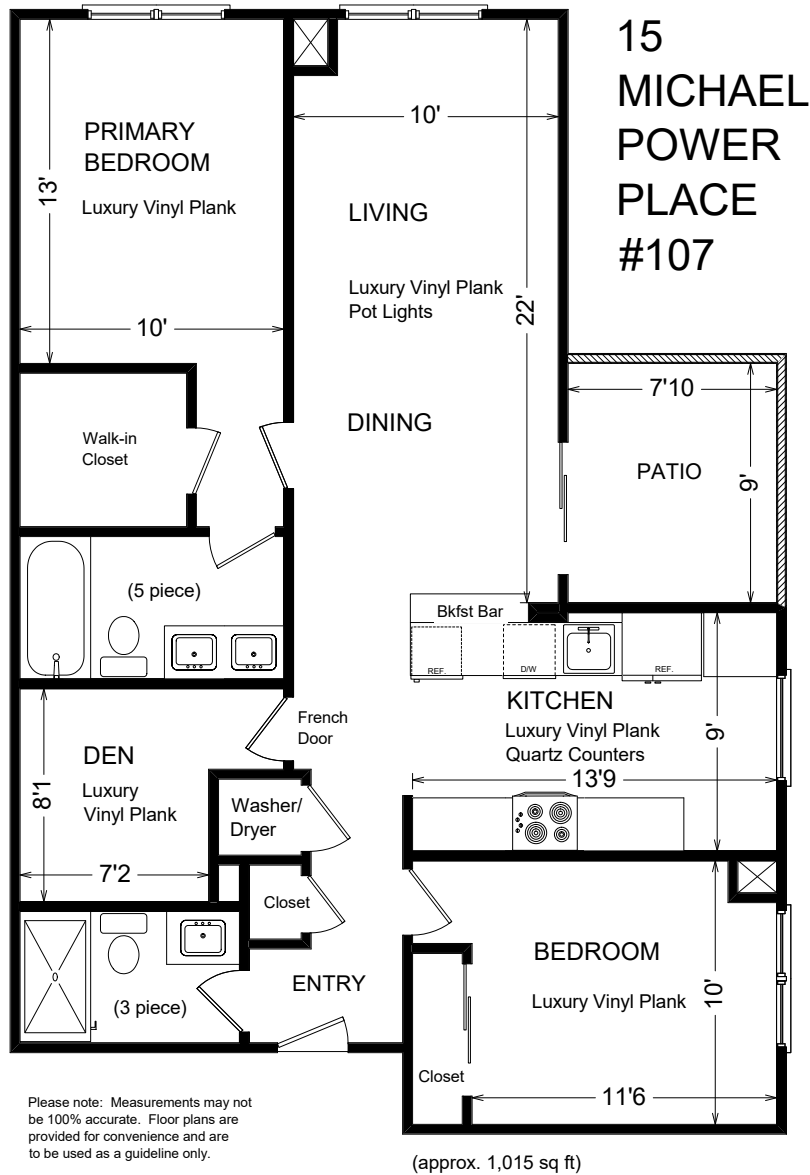 15
MICHAEL
POWER
PLACE
#107
PRIMARY
BEDROOM
Luxury Vinyl Plank
13'
10'
10'
LIVING
Luxury Vinyl Plank
Pot Lights
22'
DINING
Walk-in
Closet
7'10
PATIO
9'
(5 piece)
Bkfst Bar
REF.
D/W
REF.
KITCHEN
Luxury Vinyl Plank
Quartz Counters
13'9
9'
French
Door
DEN
Luxury
Vinyl Plank
8'1
7'2
Washer/
Dryer
Closet
ENTRY
(3 piece)
BEDROOM
Luxury Vinyl Plank
10'
11'6
Closet
Please note: Measurements may not
be 100% accurate. Floor plans are
provided for convenience and are
to be used as a guideline only.
(approx. 1,015 sq ft)